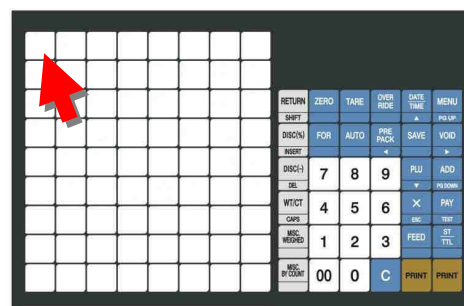 RETURN ZERO TARE OVER RIDE DATE TIME MENU
SHIFT ▲ PG UP
DISC(%) FOR AUTO PRE PACK SAVE VOID
INSERT ◄ ►
DISC(-) 7 8 9 PLU ADD
DEL ▼ PG DOWN
WT/CT 4 5 6 × PAY
CAPS ESC TEST
MISC. WEIGHED 1 2 3 FEED ST TTL
MISC. BY COUNT 00 0 C PRINT PRINT